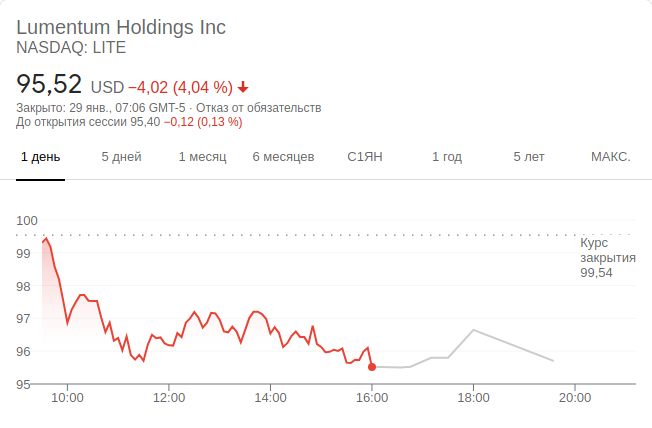 Lumentum Holdings Inc
NASDAQ: LITE
95,52 USD −4,02 (4,04 %)
Закрыто: 29 янв., 07:06 GMT-5 · Отказ от обязательств
До открытия сессии 95,40 −0,12 (0,13 %)
1 день 5 дней 1 месяц 6 месяцев С1ЯН 1 год 5 лет МАКС.
100
99
98
97
96
95
Курс
закрытия
99,54
10:00 12:00 14:00 16:00 18:00 20:00